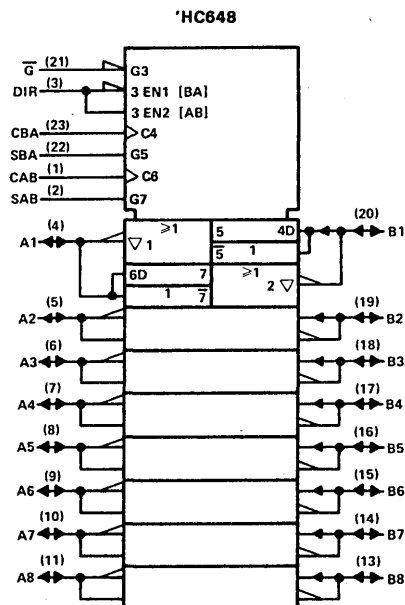 'HC648
G̅ (21) G3
DIR (3) 3 EN1 [BA]
3 EN2 [AB]
CBA (23) C4
SBA (22) G5
CAB (1) C6
SAB (2) G7
A1 (4) ▽ 1 ≥1 5 4D (20) B1
5̅ 1
6D 7 ≥1
1 7̅ 2 ▽
A2 (5) (19) B2
A3 (6) (18) B3
A4 (7) (17) B4
A5 (8) (16) B5
A6 (9) (15) B6
A7 (10) (14) B7
A8 (11) (13) B8